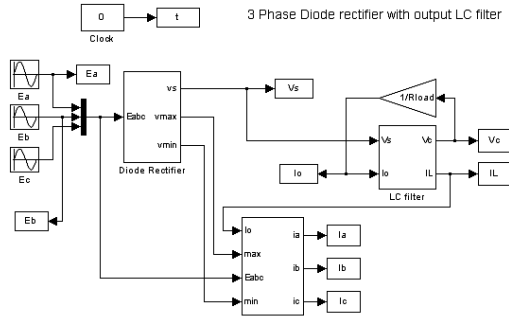 3 Phase Diode rectifier with output LC filter
0
t
Clock
Ea
Ea
Eb
Ec
Eb
Eabc
vs
vmax
vmin
Diode Rectifier
Vs
1/Rload
Io
Vs
Io
Vc
IL
LC filter
Vc
IL
Io
max
Eabc
min
ia
ib
ic
Ia
Ib
Ic